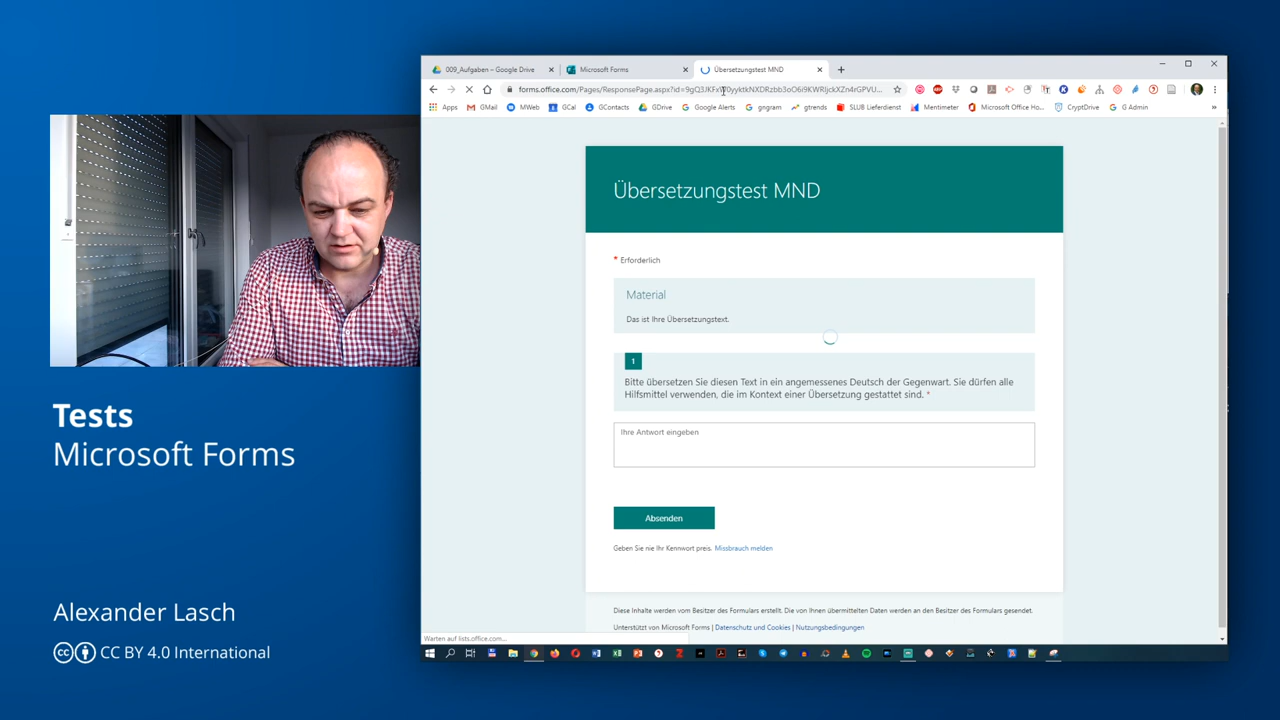 009_Aufgaben – Google Drive
Microsoft Forms
Übersetzungstest MND
Apps
GMail
MWeb
GCal
GContacts
GDrive
Google Alerts
gngram
gtrends
SLUB Lieferdienst
Mentimeter
Microsoft Office Ho...
CryptDrive
G Admin
Übersetzungstest MND
* Erforderlich
Material
Das ist Ihre Übersetzungstext.
1
Bitte übersetzen Sie diesen Text in ein angemessenes Deutsch der Gegenwart. Sie dürfen alle
Hilfsmittel verwenden, die im Kontext einer Übersetzung gestattet sind. *
Ihre Antwort eingeben
Absenden
Geben Sie nie Ihr Kennwort preis. Missbrauch melden
Diese Inhalte werden vom Besitzer des Formulars erstellt. Die von Ihnen übermittelten Daten werden an den Besitzer des Formulars gesendet.
Unterstützt von Microsoft Forms | Datenschutz und Cookies | Nutzungsbedingungen
Warten auf lists.office.com...
Tests
Microsoft Forms
Alexander Lasch
CC BY 4.0 International